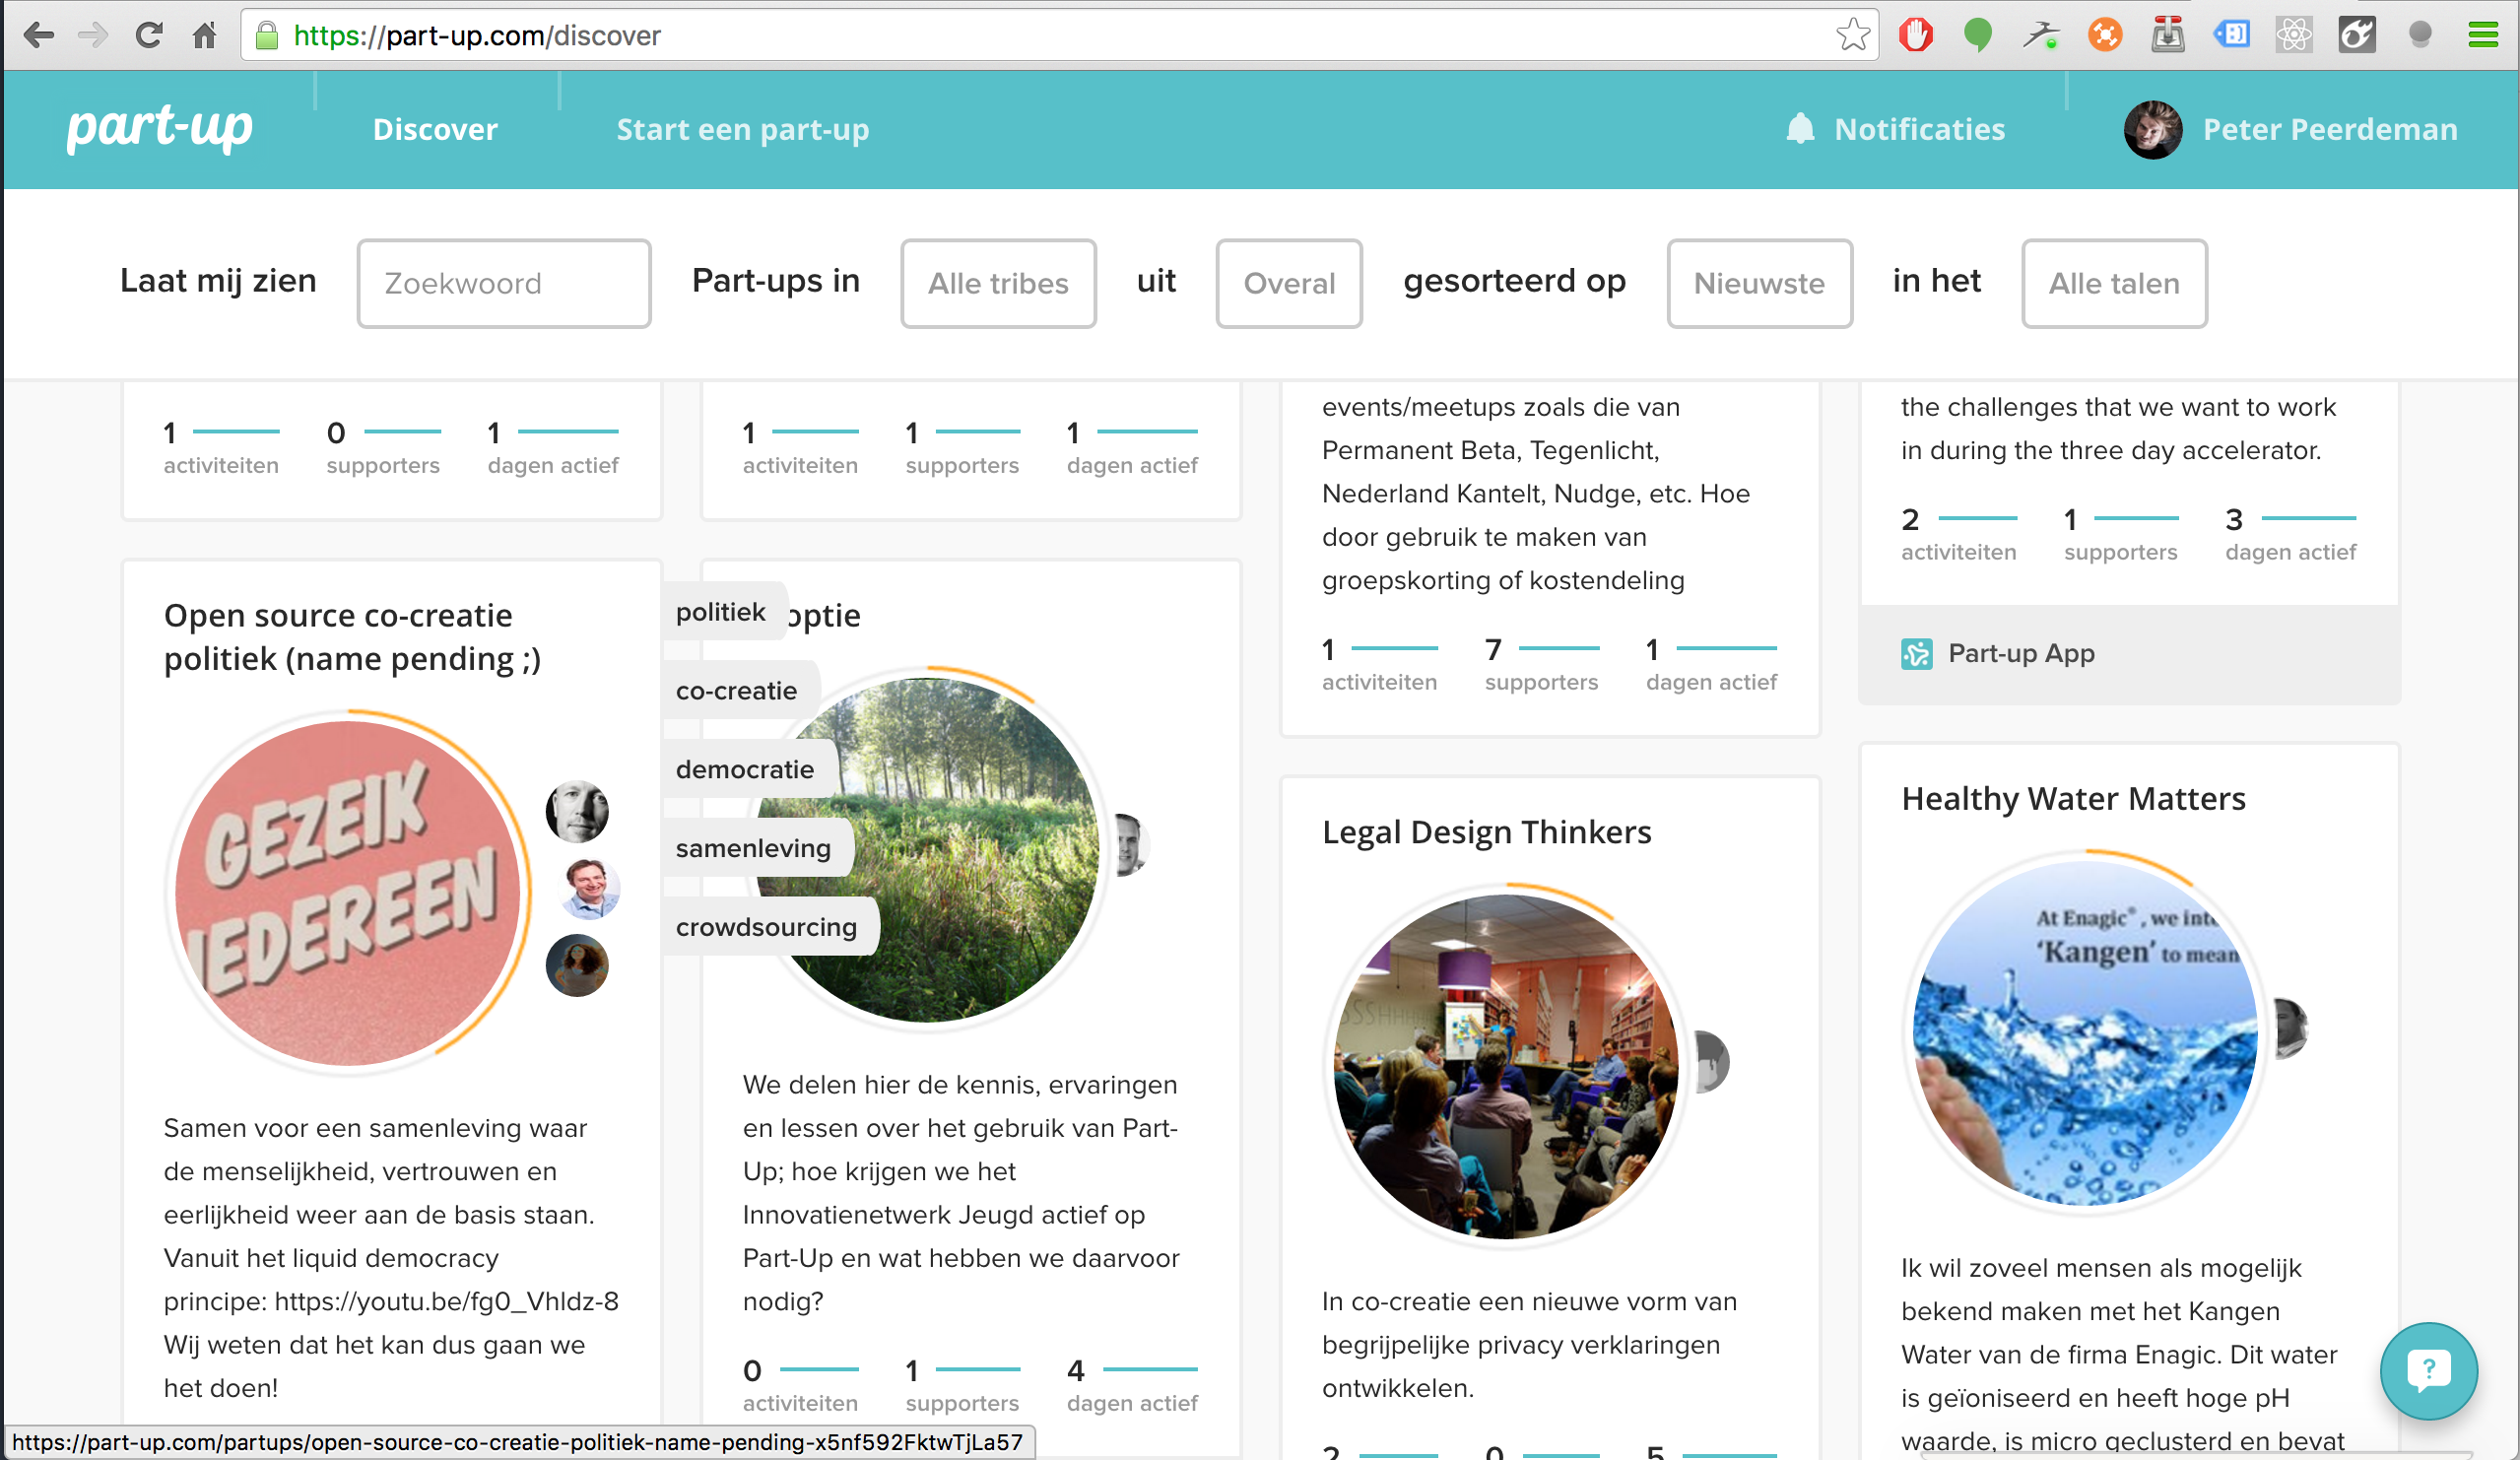 https://part-up.com/discover
part-up
Discover
Start een part-up
Notificaties
Peter Peerdeman
Laat mij zien
Zoekwoord
Part-ups in
Alle tribes
uit
Overal
gesorteerd op
Nieuwste
in het
Alle talen
1
activiteiten
0
supporters
1
dagen actief
Open source co-creatie
politiek (name pending ;)
GEZEIK
IEDEREEN
Samen voor een samenleving waar
de menselijkheid, vertrouwen en
eerlijkheid weer aan de basis staan.
Vanuit het liquid democracy
principe: https://youtu.be/fg0_VhIdz-8
Wij weten dat het kan dus gaan we
het doen!
politiek
co-creatie
democratie
samenleving
crowdsourcing
1
activiteiten
1
supporters
1
dagen actief
optie
We delen hier de kennis, ervaringen
en lessen over het gebruik van Part-
Up; hoe krijgen we het
Innovatienetwerk Jeugd actief op
Part-Up en wat hebben we daarvoor
nodig?
0
activiteiten
1
supporters
4
dagen actief
events/meetups zoals die van
Permanent Beta, Tegenlicht,
Nederland Kantelt, Nudge, etc. Hoe
door gebruik te maken van
groepskorting of kostendeling
1
activiteiten
7
supporters
1
dagen actief
Legal Design Thinkers
In co-creatie een nieuwe vorm van
begrijpelijke privacy verklaringen
ontwikkelen.
2
0
5
the challenges that we want to work
in during the three day accelerator.
2
activiteiten
1
supporters
3
dagen actief
Part-up App
Healthy Water Matters
At Enagic®, we int
'Kangen' to mean
Ik wil zoveel mensen als mogelijk
bekend maken met het Kangen
Water van de firma Enagic. Dit water
is geïoniseerd en heeft hoge pH
waarde, is micro geclusterd en bevat
?
https://part-up.com/partups/open-source-co-creatie-politiek-name-pending-x5nf592FktwTjLa57